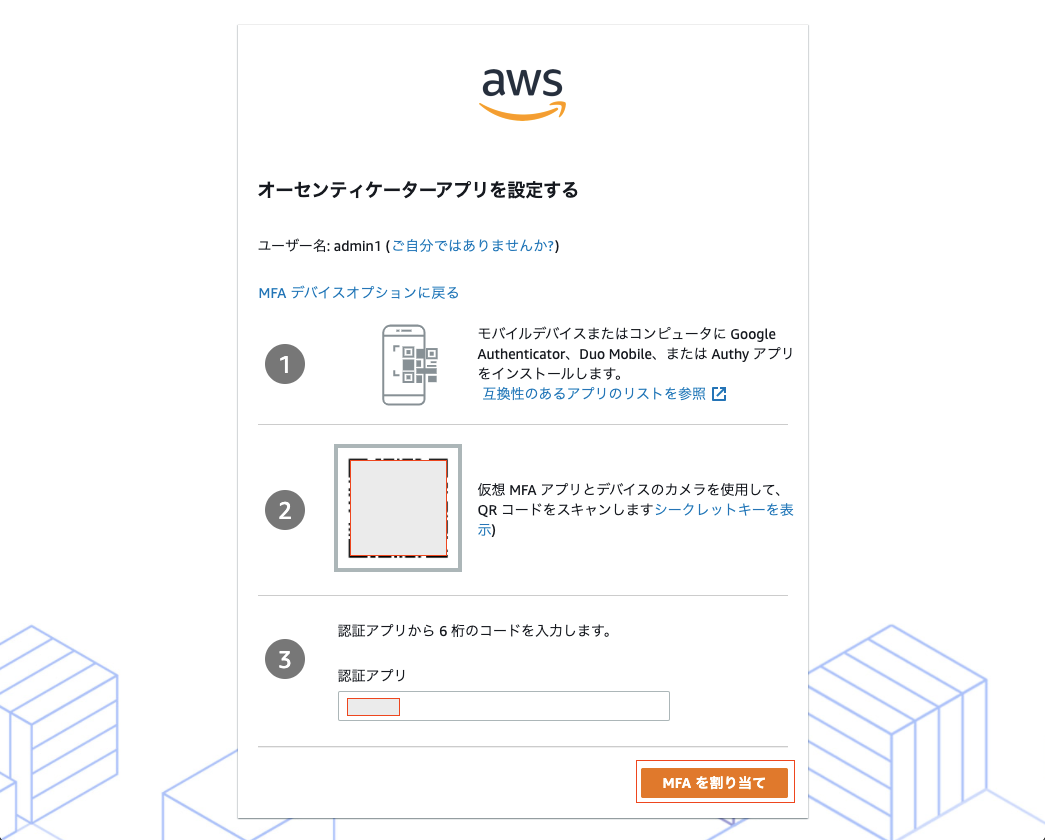 aws
オーセンティケーターアプリを設定する
ユーザー名: admin1 (ご自分ではありませんか?)
MFA デバイスオプションに戻る
1
モバイルデバイスまたはコンピュータに Google
Authenticator、Duo Mobile、または Authy アプリ
をインストールします。
互換性のあるアプリのリストを参照
2
仮想 MFA アプリとデバイスのカメラを使用して、
QR コードをスキャンしますシークレットキーを表
示)
3
認証アプリから 6 桁のコードを入力します。
認証アプリ
MFA を割り当て